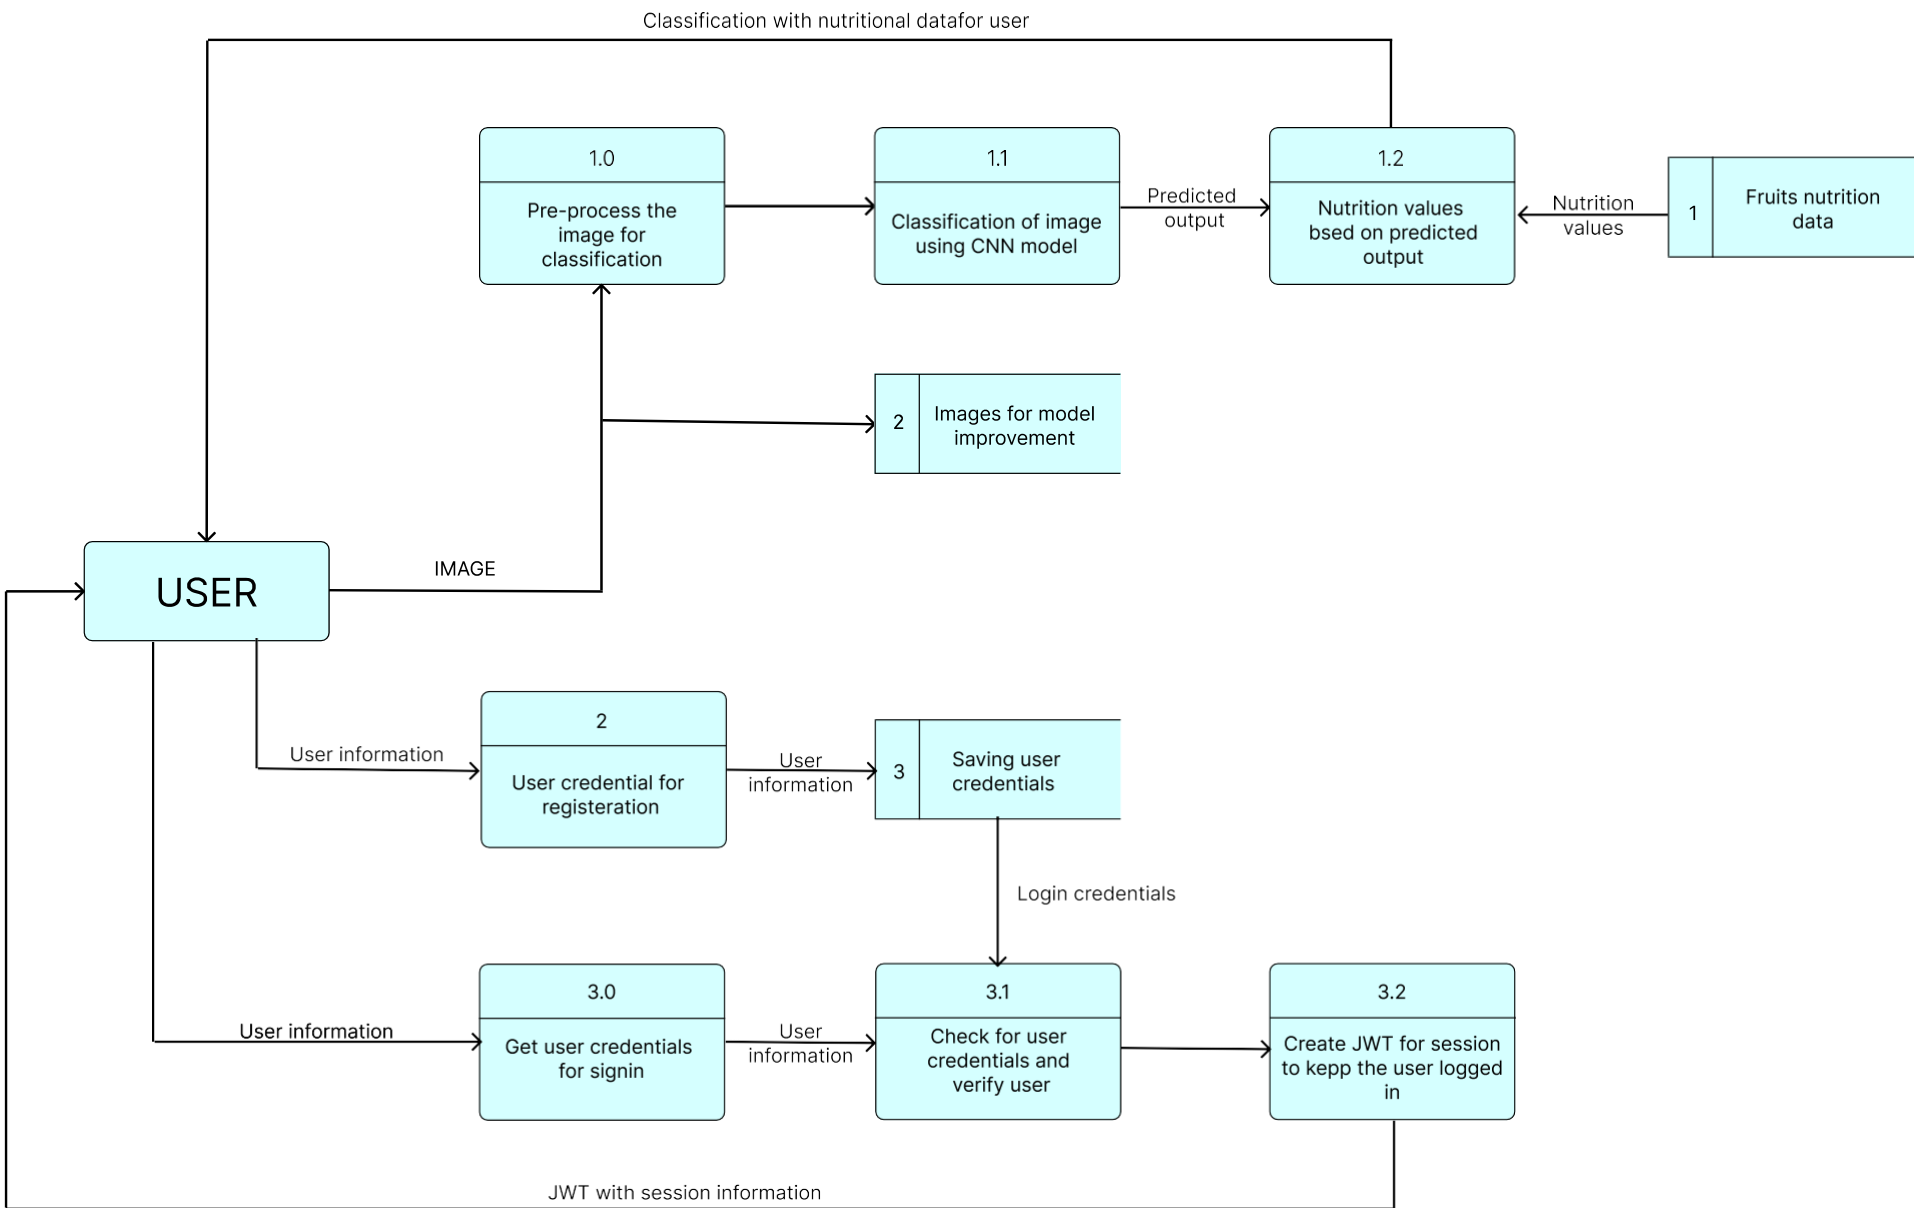 Classification with nutritional datafor user
1.0
Pre-process the
image for
classification
1.1
Classification of image
using CNN model
Predicted
output
1.2
Nutrition values
bsed on predicted
output
Nutrition
values
1
Fruits nutrition
data
2
Images for model
improvement
USER
IMAGE
User information
2
User credential for
registeration
User
information
3
Saving user
credentials
Login credentials
User information
3.0
Get user credentials
for signin
User
information
3.1
Check for user
credentials and
verify user
3.2
Create JWT for session
to kepp the user logged
in
JWT with session information